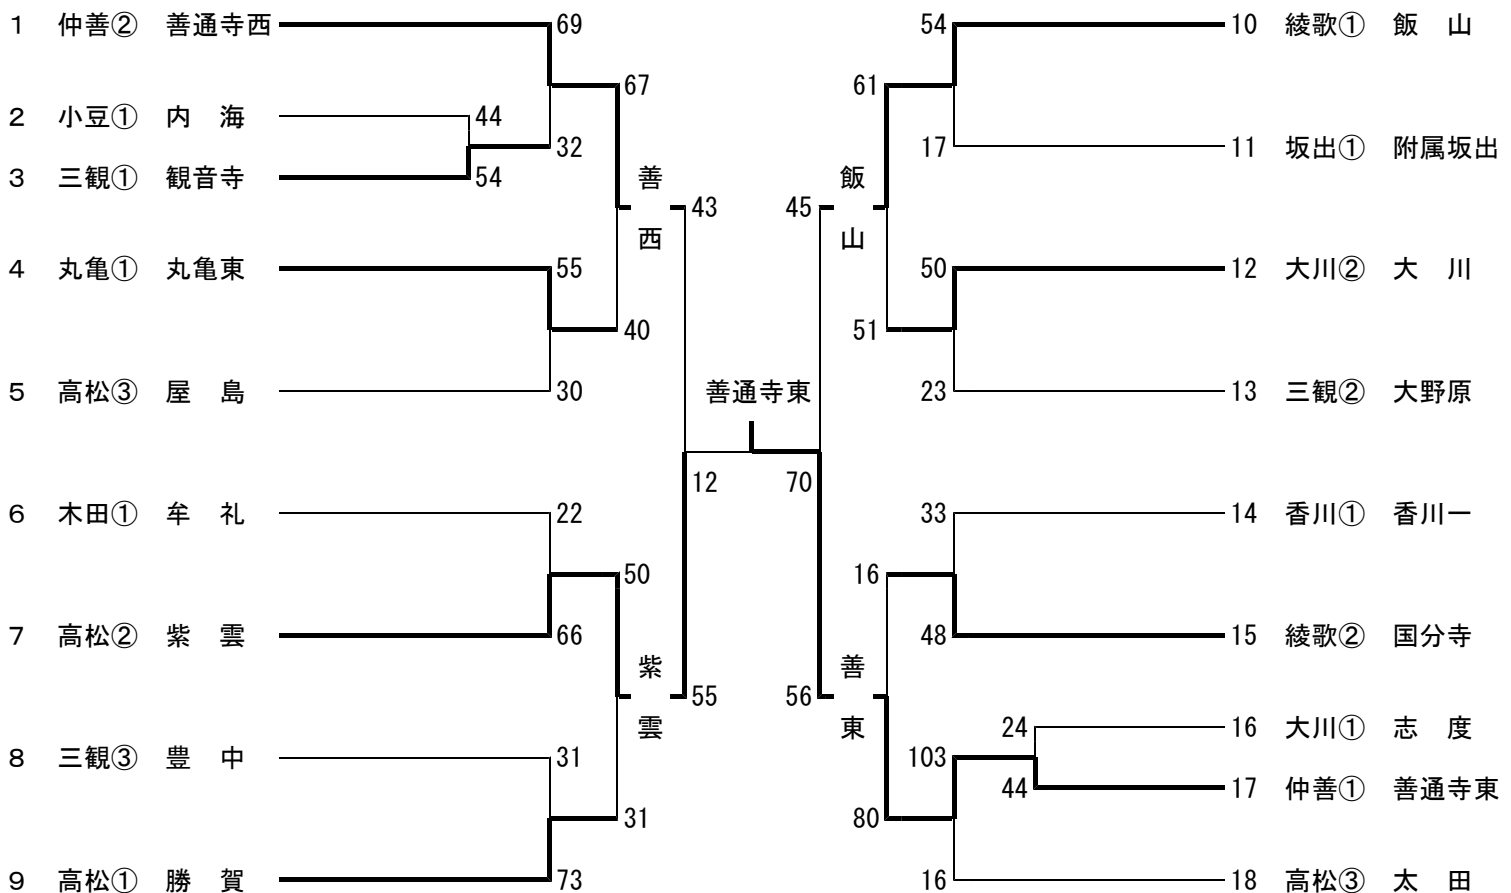 1 仲善② 善通寺西 69 54 10 綾歌① 飯 山
67 61
2 小豆① 内 海 44
32 17 11 坂出① 附属坂出
3 三観① 観音寺 54
善 飯
43 45
西 山
4 丸亀① 丸亀東 55 50 12 大川② 大 川
40 51
5 高松③ 屋 島 30 善通寺東 23 13 三観② 大野原
12 70
6 木田① 牟 礼 22 33 14 香川① 香川一
50 16
7 高松② 紫 雲 66 48 15 綾歌② 国分寺
紫 善
55 56
雲 東 24 16 大川① 志 度
8 三観③ 豊 中 31 103
44 17 仲善① 善通寺東
31 80
9 高松① 勝 賀 73 16 18 高松③ 太 田